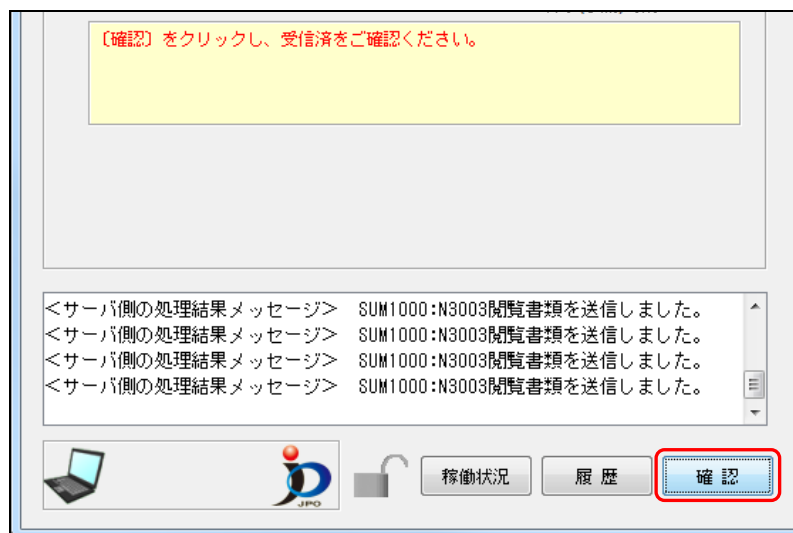 〔確認〕をクリックし、受信済をご確認ください。
<サーバ側の処理結果メッセージ> SUM1000:N3003閲覧書類を送信しました。
<サーバ側の処理結果メッセージ> SUM1000:N3003閲覧書類を送信しました。
<サーバ側の処理結果メッセージ> SUM1000:N3003閲覧書類を送信しました。
<サーバ側の処理結果メッセージ> SUM1000:N3003閲覧書類を送信しました。
JPO
稼働状況 履 歴 確 認